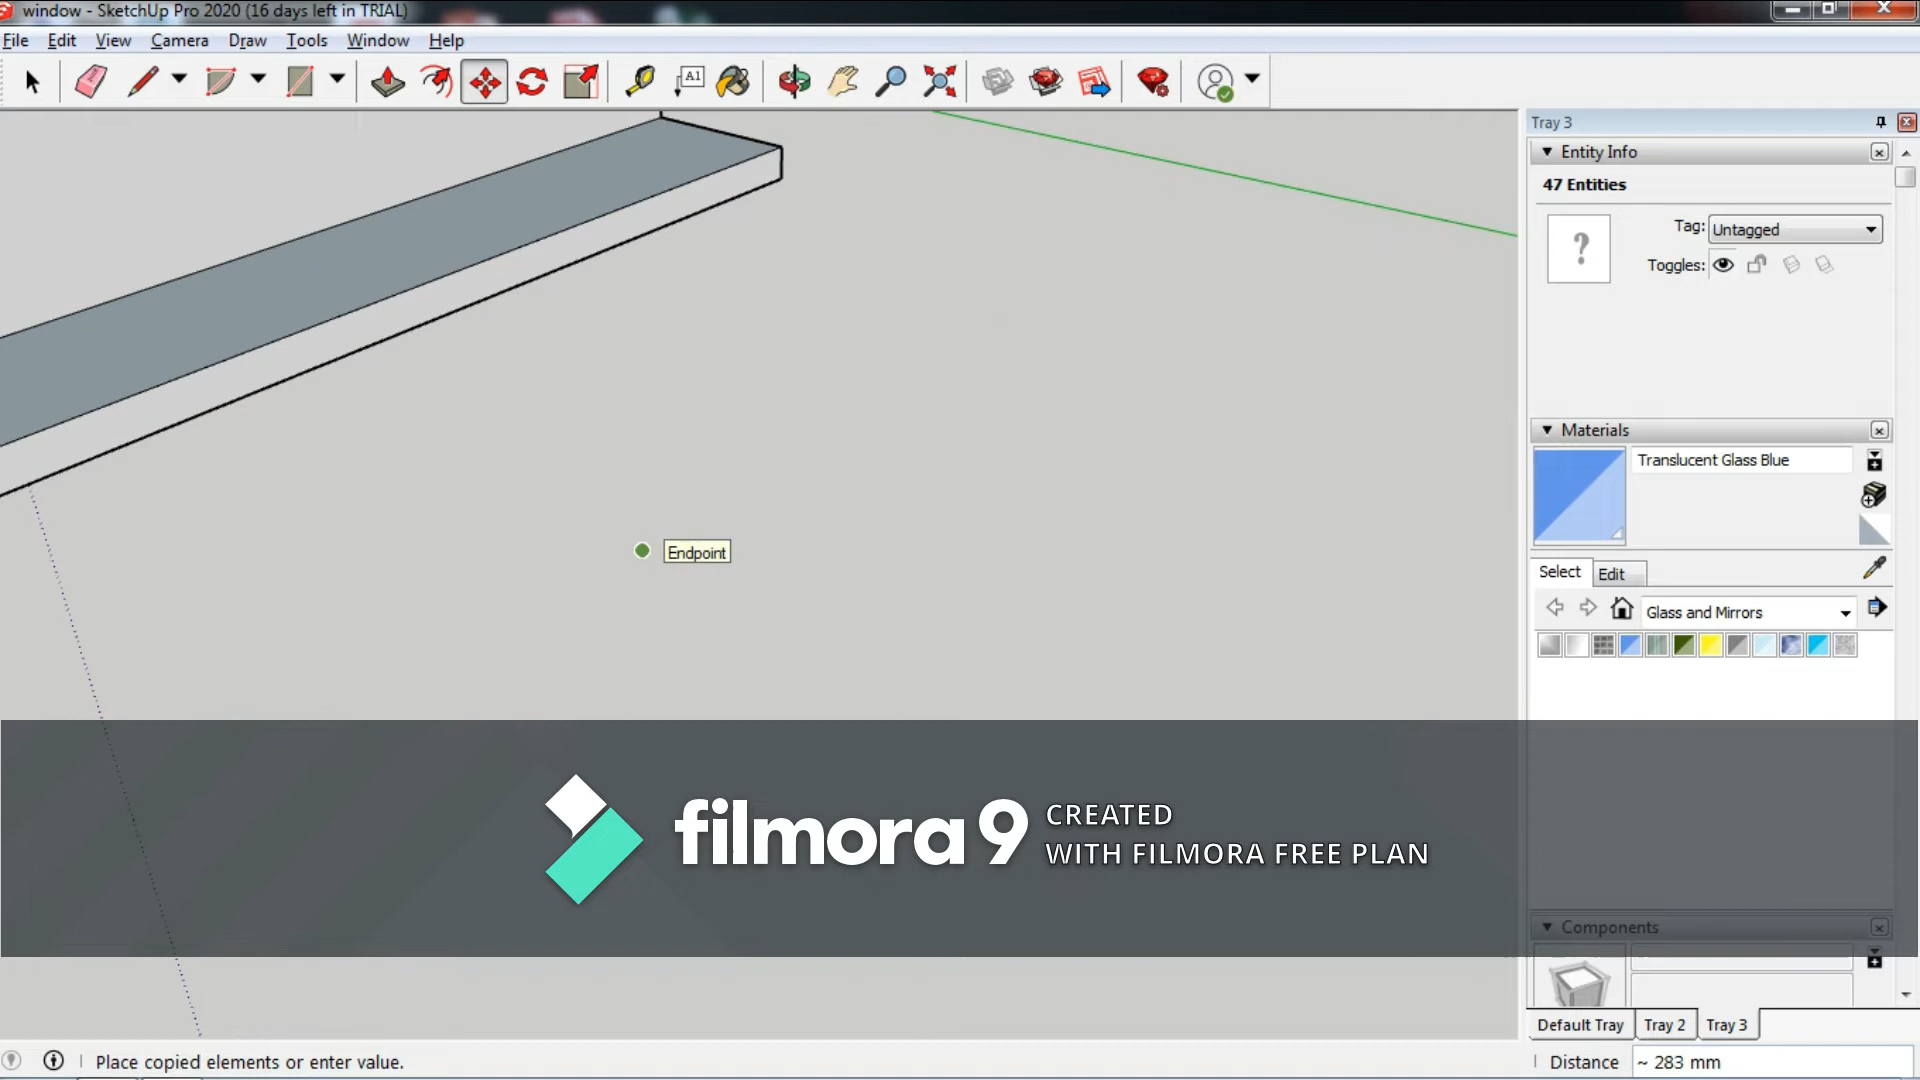 window - SketchUp Pro 2020 (16 days left in TRIAL)
File Edit View Camera Draw Tools Window Help
A1
Tray 3
Entity Info
47 Entities
?
Tag: Untagged
Toggles:
Materials
Translucent Glass Blue
Select Edit
Glass and Mirrors
Endpoint
filmora 9 CREATED
WITH FILMORA FREE PLAN
Components
Default Tray Tray 2 Tray 3
Place copied elements or enter value.
Distance ~ 283 mm